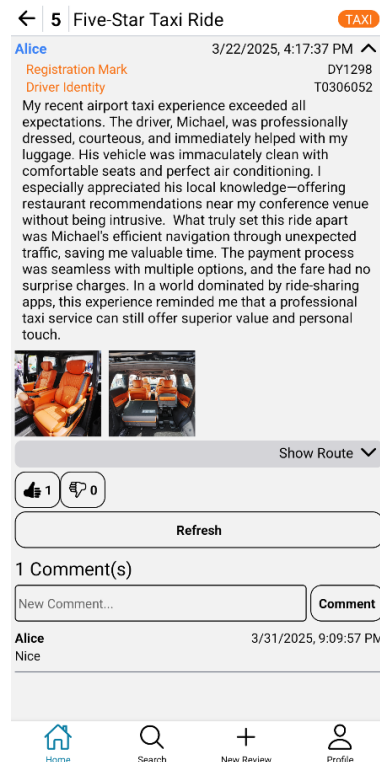 5 Five-Star Taxi Ride TAXI
Alice 3/22/2025, 4:17:37 PM
Registration Mark DY1298
Driver Identity T0306052
My recent airport taxi experience exceeded all
expectations. The driver, Michael, was professionally
dressed, courteous, and immediately helped with my
luggage. His vehicle was immaculately clean with
comfortable seats and perfect air conditioning. I
especially appreciated his local knowledge—offering
restaurant recommendations near my conference venue
without being intrusive.  What truly set this ride apart
was Michael's efficient navigation through unexpected
traffic, saving me valuable time. The payment process
was seamless with multiple options, and the fare had no
surprise charges. In a world dominated by ride-sharing
apps, this experience reminded me that a professional
taxi service can still offer superior value and personal
touch.
Show Route
1 0
Refresh
1 Comment(s)
New Comment... Comment
Alice 3/31/2025, 9:09:57 PM
Nice
Home Search New Review Profile